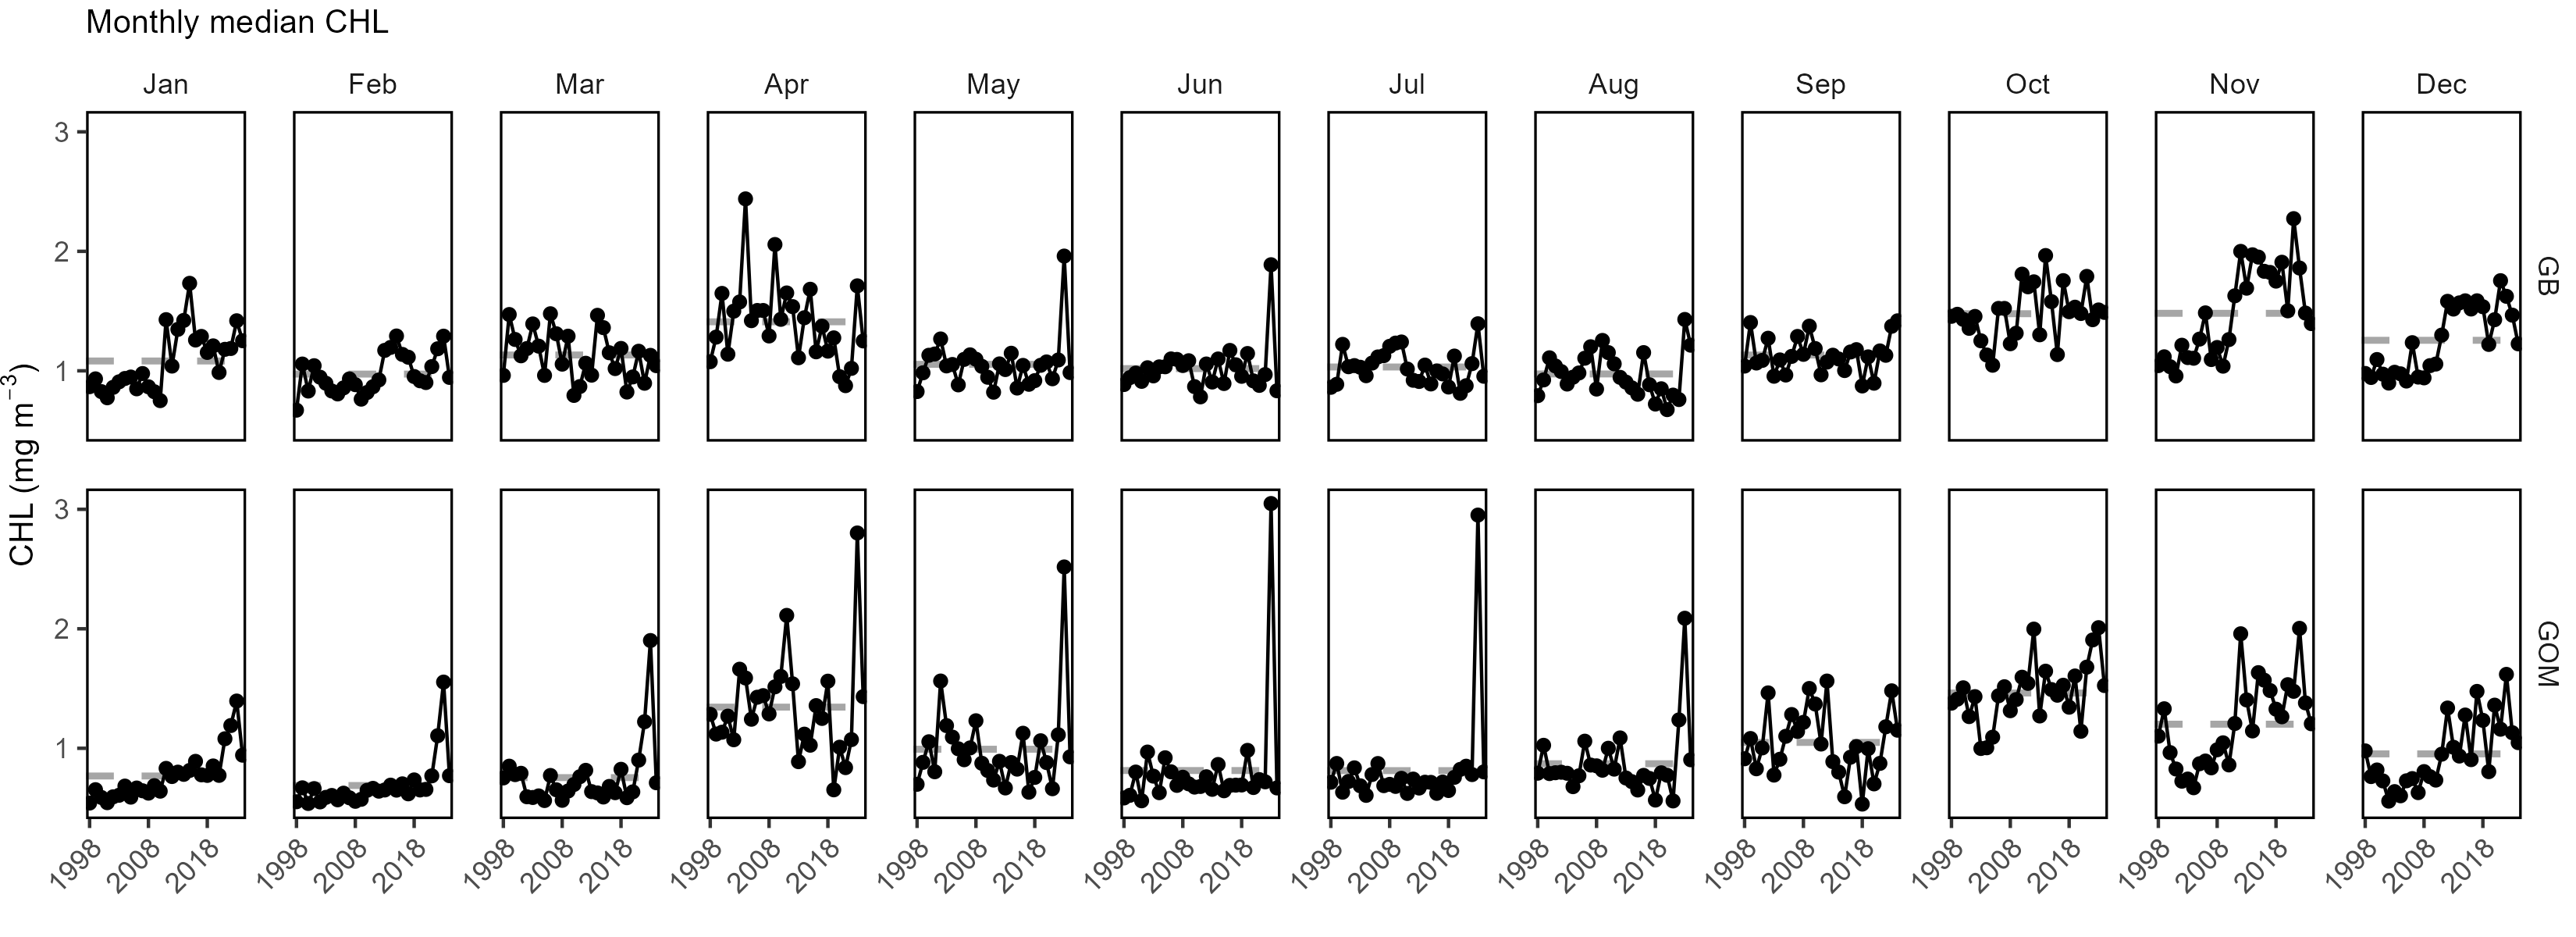 Monthly median CHL
Jan Feb Mar Apr May Jun Jul Aug Sep Oct Nov Dec
3
2
1
GB
CHL (mg m⁻³)
3
2
1
GOM
1998 2008 2018 1998 2008 2018 1998 2008 2018 1998 2008 2018 1998 2008 2018 1998 2008 2018 1998 2008 2018 1998 2008 2018 1998 2008 2018 1998 2008 2018 1998 2008 2018 1998 2008 2018